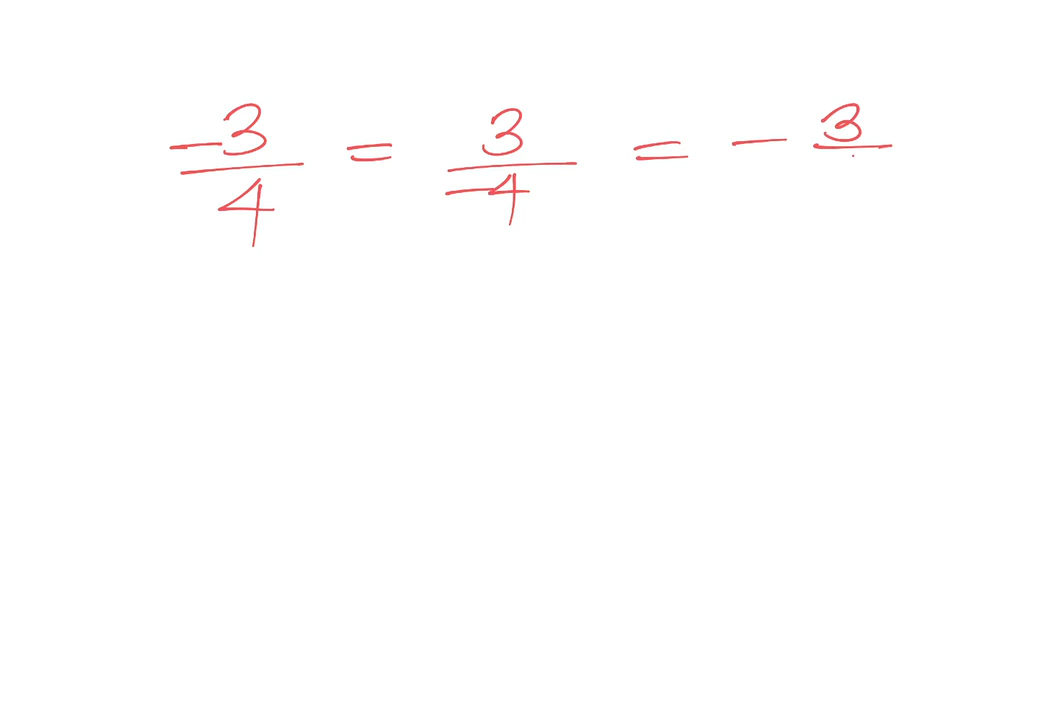 -3/4 = 3/-4 = - 3/